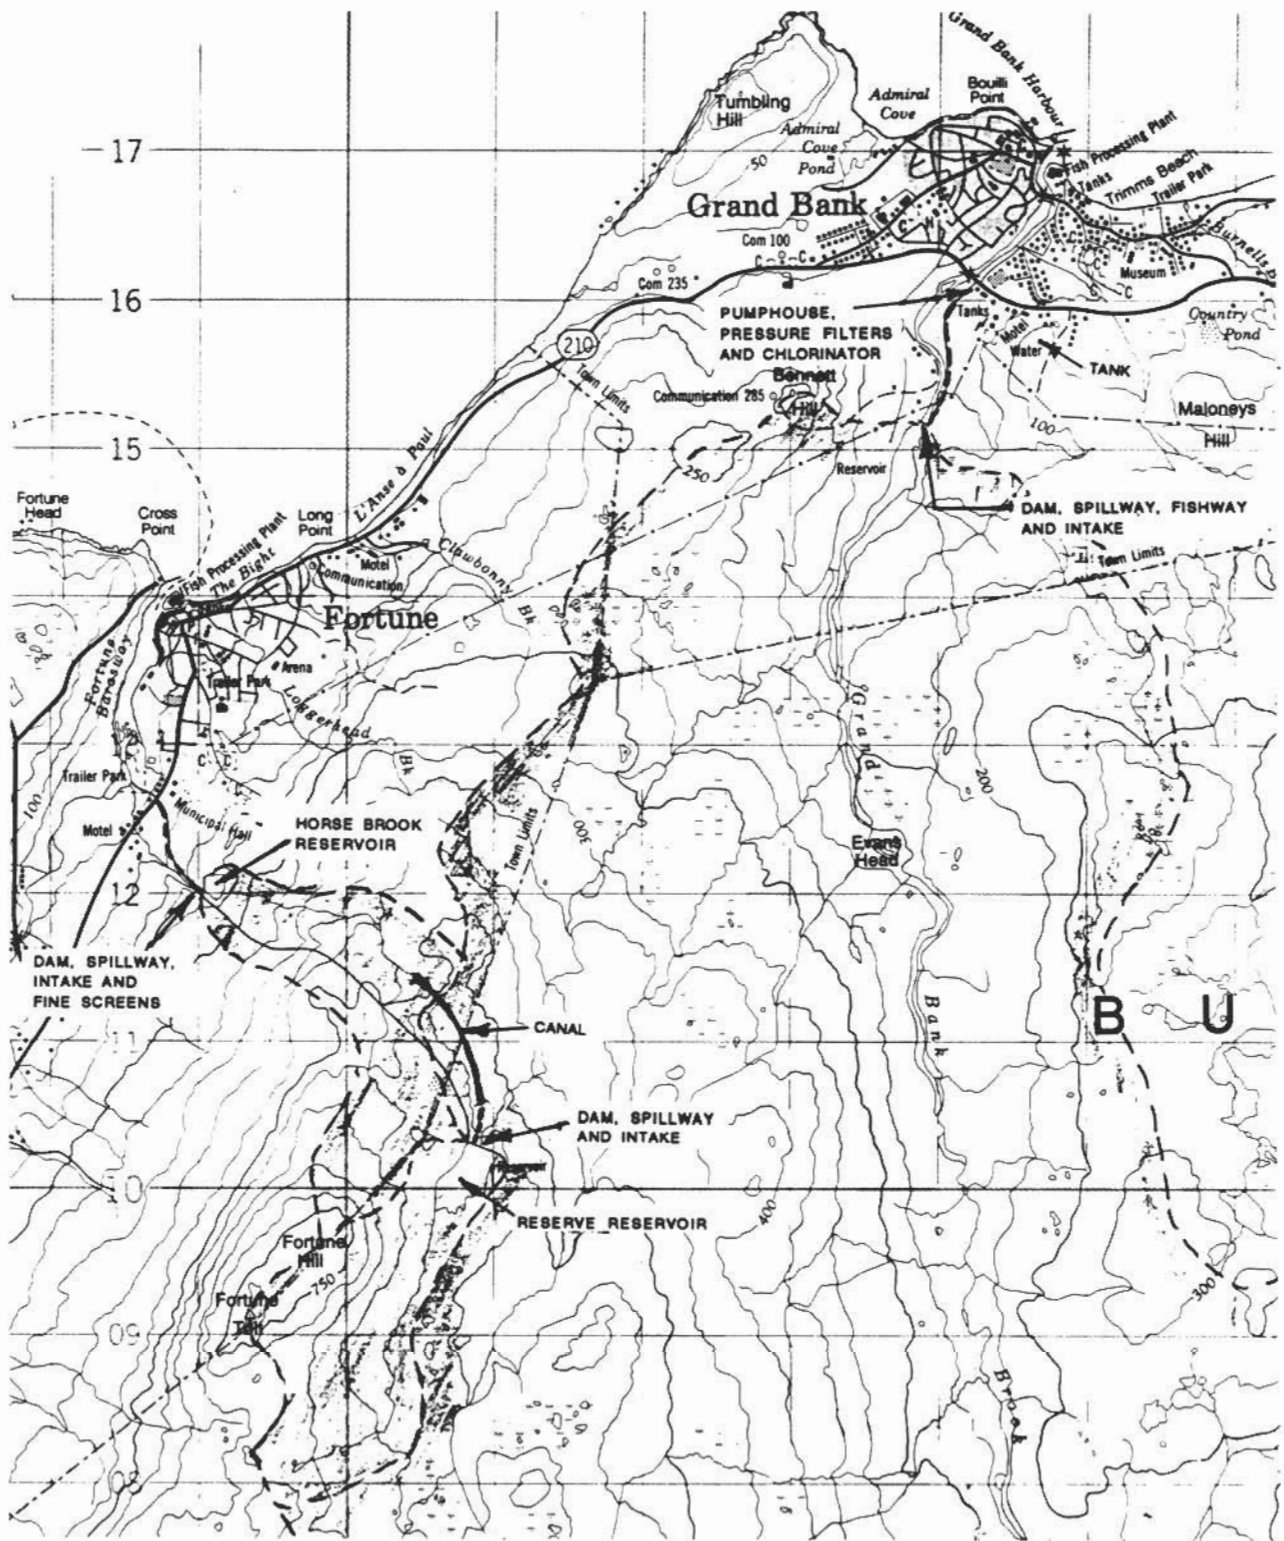 Grand Bank Harbour
Bouilli
Point
Admiral
Cove
Tumbling
Hill
Admiral
Cove
Pond
Fish Processing Plant
Tanks
Trimms Beach
Trailer Park
17
50
Grand Bank
C
N
C
C
Burnells
Com 100
C
C
Museum
C
C
Com 235
16
PUMPHOUSE,
PRESSURE FILTERS
AND CHLORINATOR
Tanks
Motel
Water
TANK
Country
Pond
210
Town Limits
Bennett
Hill
Communication 285
Maloneys
Hill
100
15
250
Reservoir
L'Anse à Paul
Fortune
Head
Cross
Point
Long
Point
DAM, SPILLWAY, FISHWAY
AND INTAKE
Fish Processing Plant
The Bight
Motel
Communication
Clawbonny
Bk
Town Limits
Fortune
Fortune
Barasway
Arena
Trailer Park
Loggerhead
Bk
Grand
C
C
Trailer Park
100
Motel
Municipal Hall
HORSE BROOK
RESERVOIR
Town Limits
300
200
Evans
Head
12
DAM, SPILLWAY,
INTAKE AND
FINE SCREENS
Bank
B U
CANAL
11
DAM, SPILLWAY
AND INTAKE
Reservoir
10
RESERVE RESERVOIR
400
Fortune
Hill
750
300
Fortune
Tolt
09
Brook
08